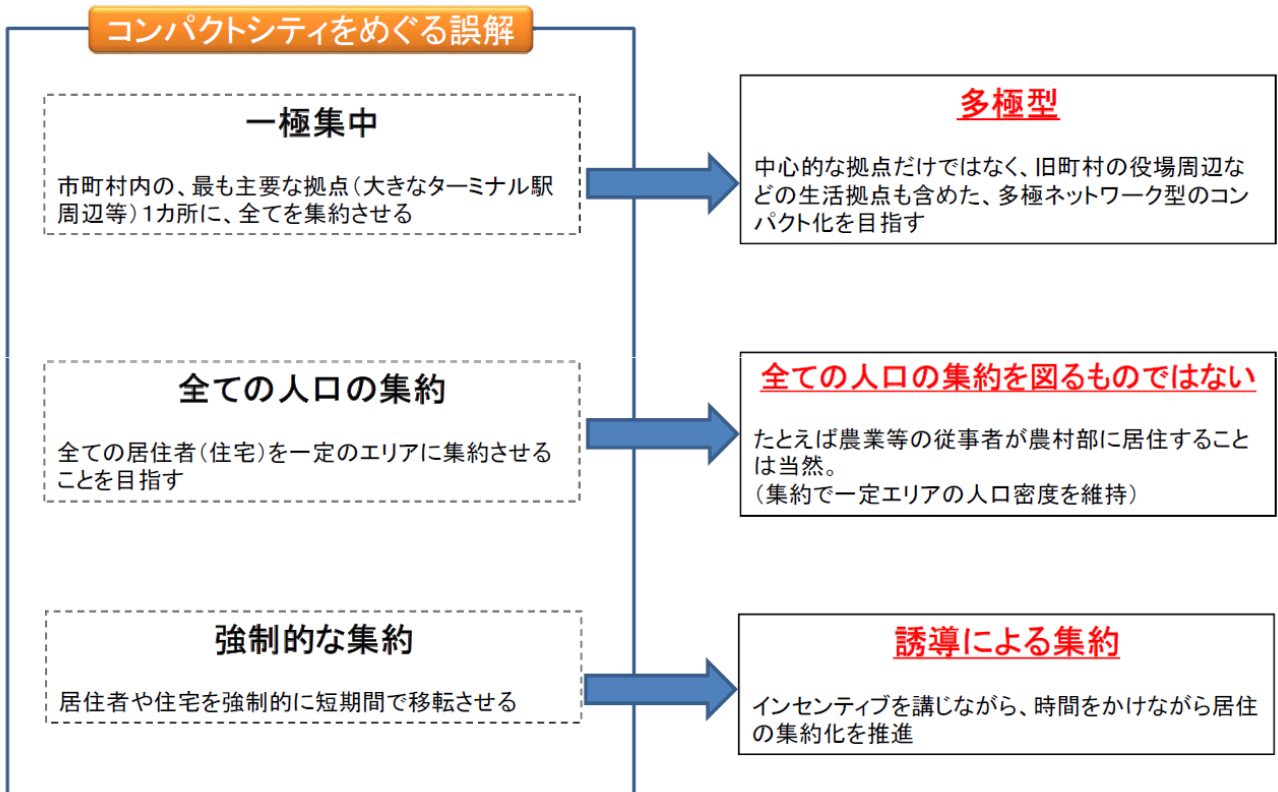 コンパクトシティをめぐる誤解
一極集中
市町村内の、最も主要な拠点（大きなターミナル駅
周辺等）１カ所に、全てを集約させる
多極型
中心的な拠点だけではなく、旧町村の役場周辺な
どの生活拠点も含めた、多極ネットワーク型のコン
パクト化を目指す
全ての人口の集約
全ての居住者（住宅）を一定のエリアに集約させる
ことを目指す
全ての人口の集約を図るものではない
たとえば農業等の従事者が農村部に居住すること
は当然。
（集約で一定エリアの人口密度を維持）
強制的な集約
居住者や住宅を強制的に短期間で移転させる
誘導による集約
インセンティブを講じながら、時間をかけながら居住
の集約化を推進